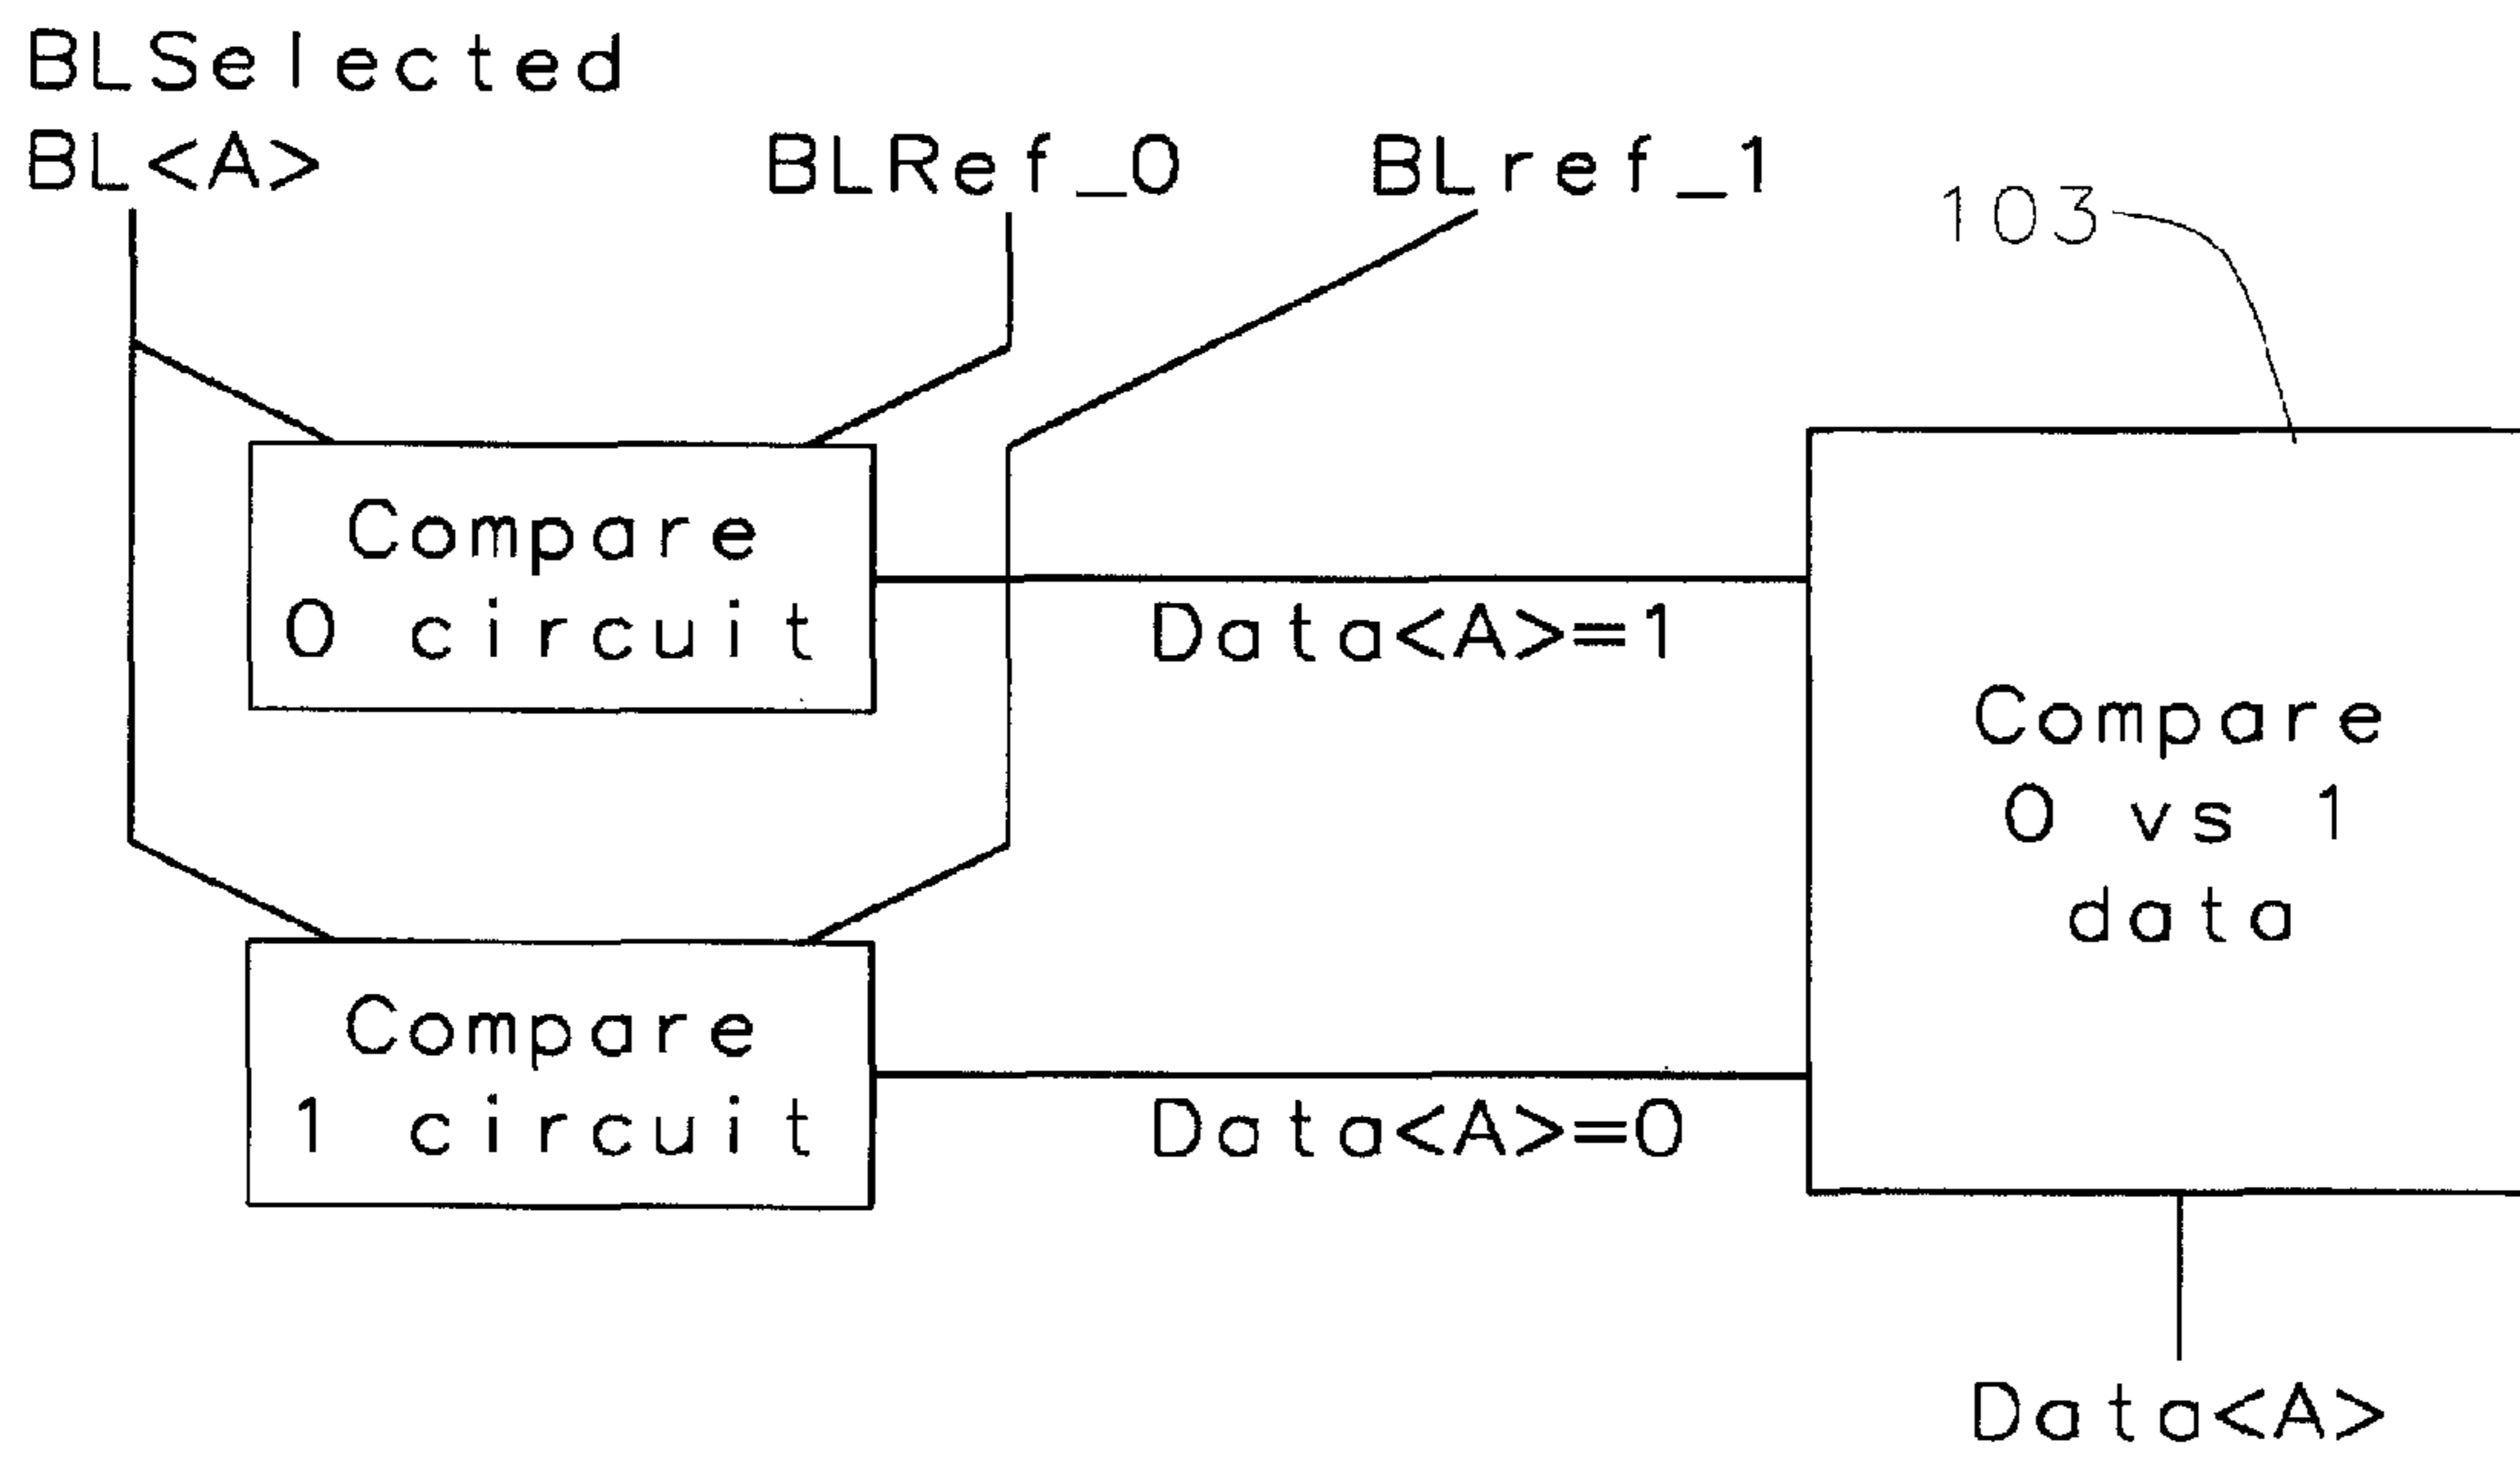 BLSelected
BL<A>
BLRef_0
BLref_1
103
Compare
0 circuit
Data<A>=1
Compare
0 vs 1
data
Compare
1 circuit
Data<A>=0
Data<A>